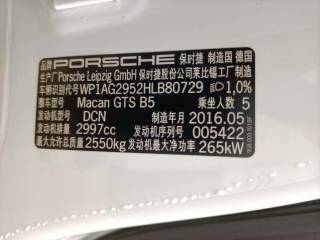 品牌 PORSCHE 保时捷 制造国 德国
生产厂 Porsche Leipzig GmbH 保时捷股份公司莱比锡工厂制造
车辆识别代号 WP1AG2952HLB80729 1,0%
车辆型号 Macan GTS B5 乘坐人数 5
发动机型号 DCN 制造年月 2016.05
发动机排量 2997cc 005422
最大允许总质量 2550kg 发动机最大净功率 265kW